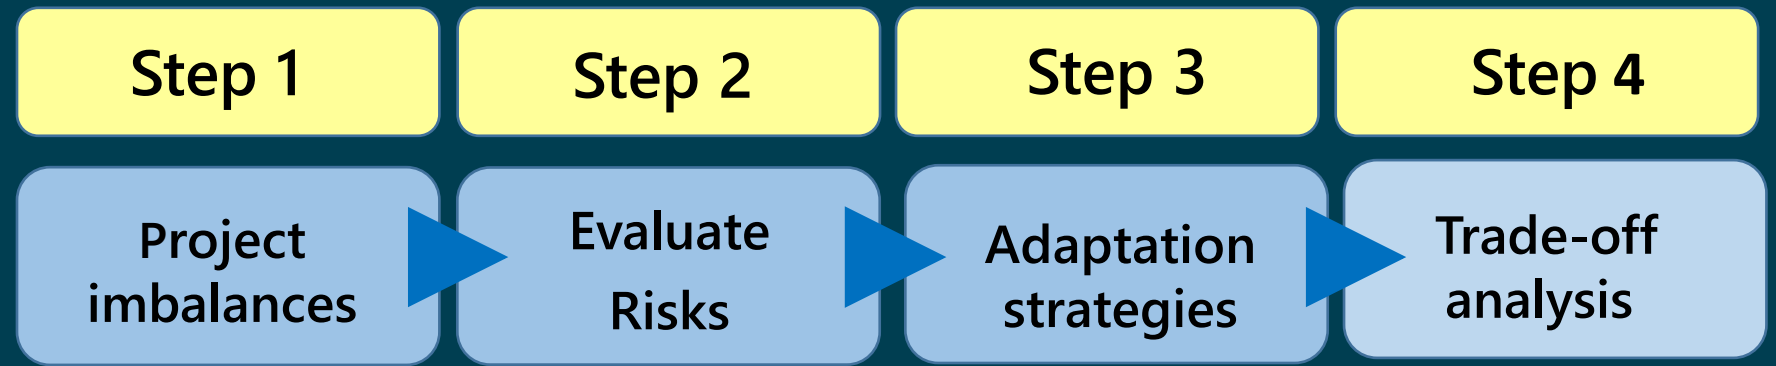 Step 1
Step 2
Step 3
Step 4
Project
imbalances
Evaluate
Risks
Adaptation
strategies
Trade-off
analysis